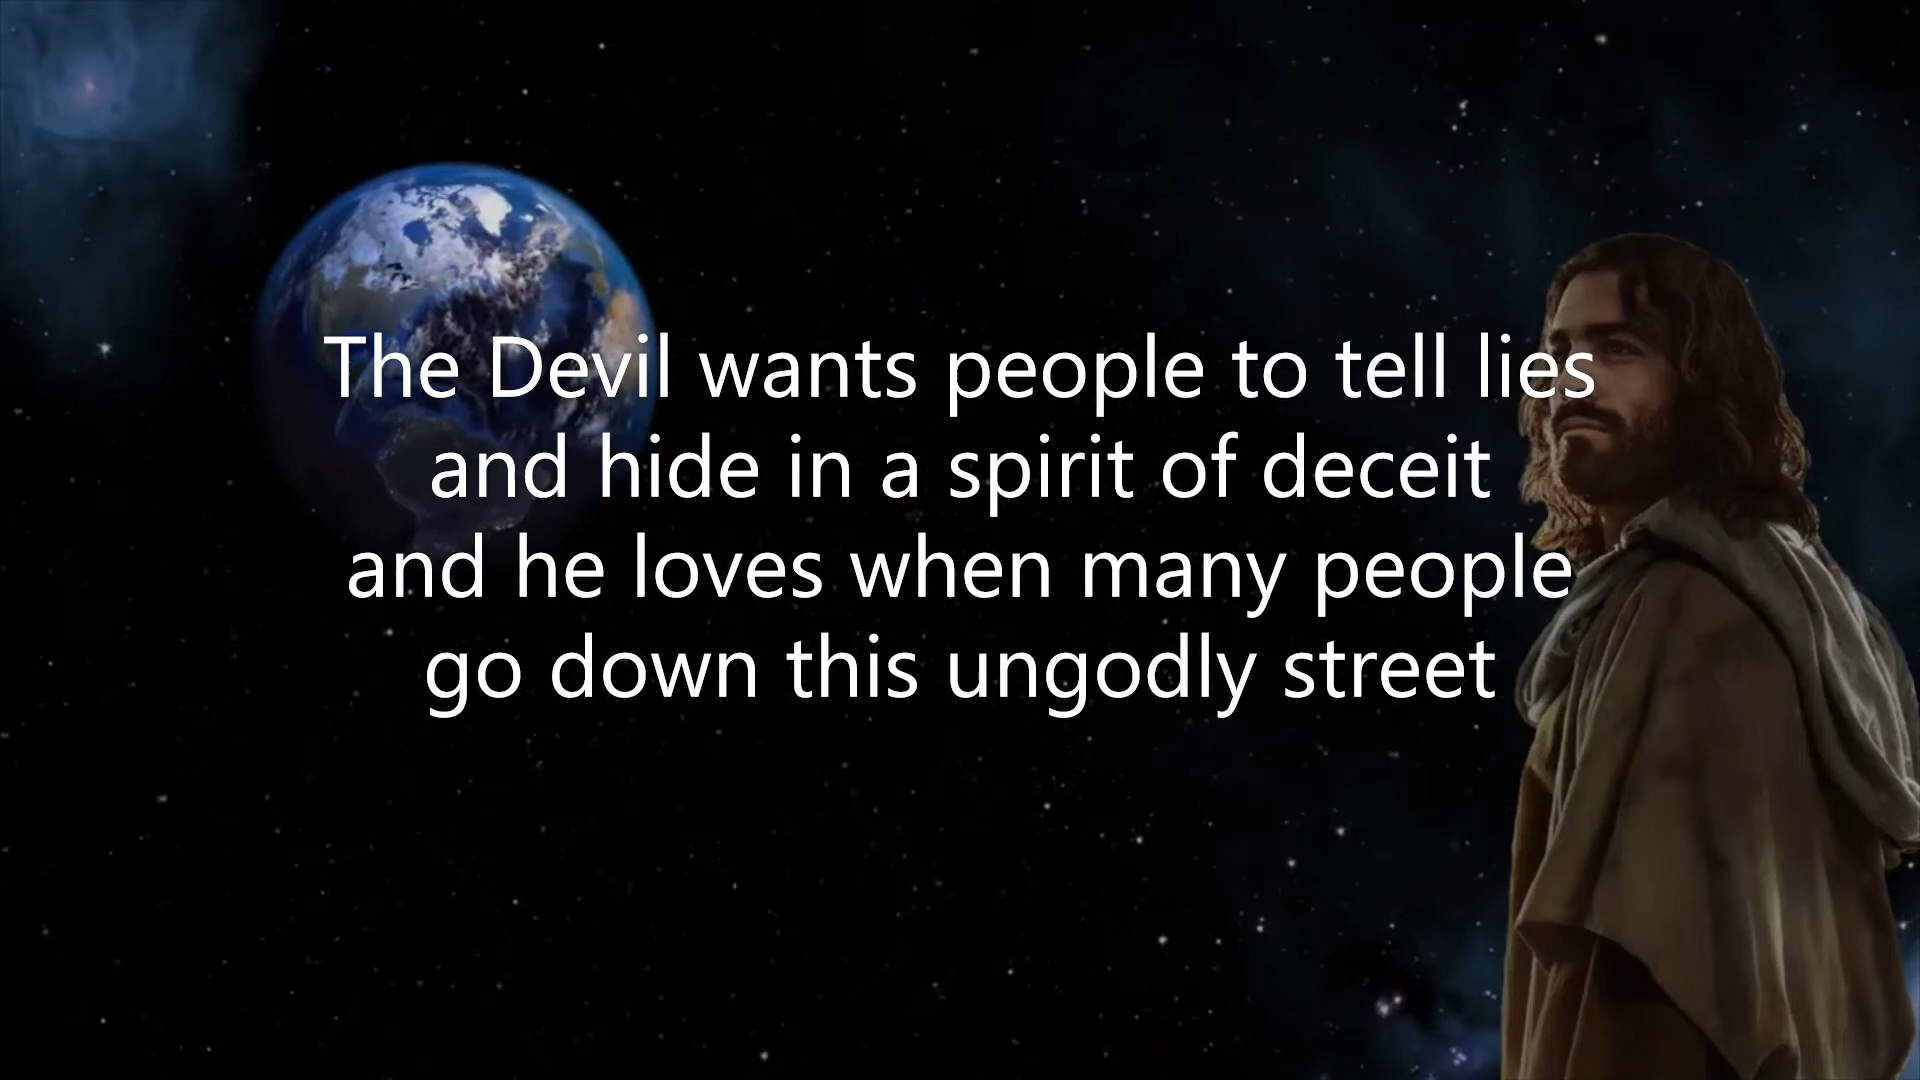 The Devil wants people to tell lies
and hide in a spirit of deceit
and he loves when many people
go down this ungodly street